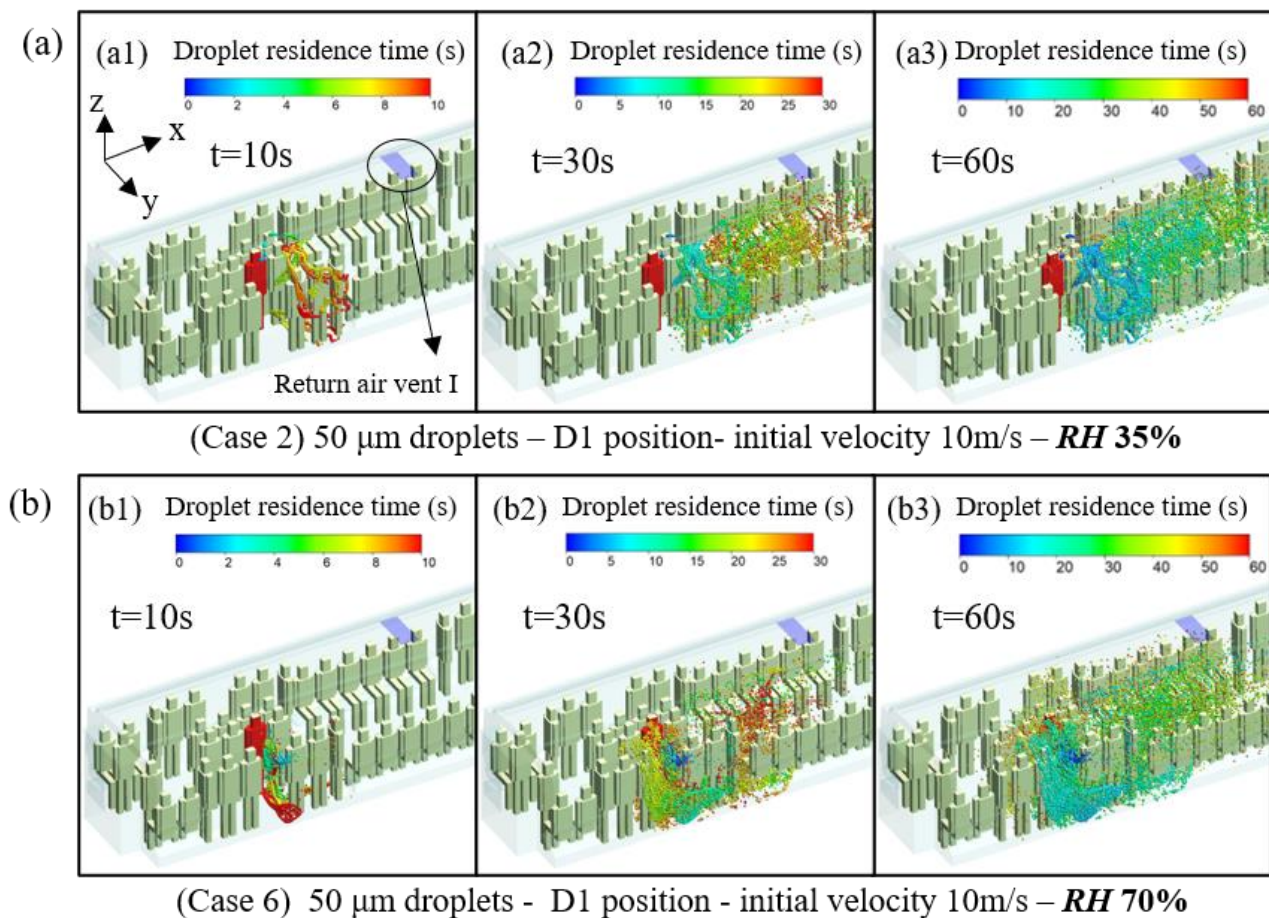 (a)
(a1)
Droplet residence time (s)
0 2 4 6 8 10
z
x
y
t=10s
Return air vent I
(a2)
Droplet residence time (s)
0 5 10 15 20 25 30
t=30s
(a3)
Droplet residence time (s)
0 10 20 30 40 50 60
t=60s
(Case 2) 50 μm droplets – D1 position- initial velocity 10m/s – RH 35%
(b)
(b1) Droplet residence time (s)
0 2 4 6 8 10
t=10s
(b2) Droplet residence time (s)
0 5 10 15 20 25 30
t=30s
(b3) Droplet residence time (s)
0 10 20 30 40 50 60
t=60s
(Case 6) 50 μm droplets - D1 position - initial velocity 10m/s – RH 70%